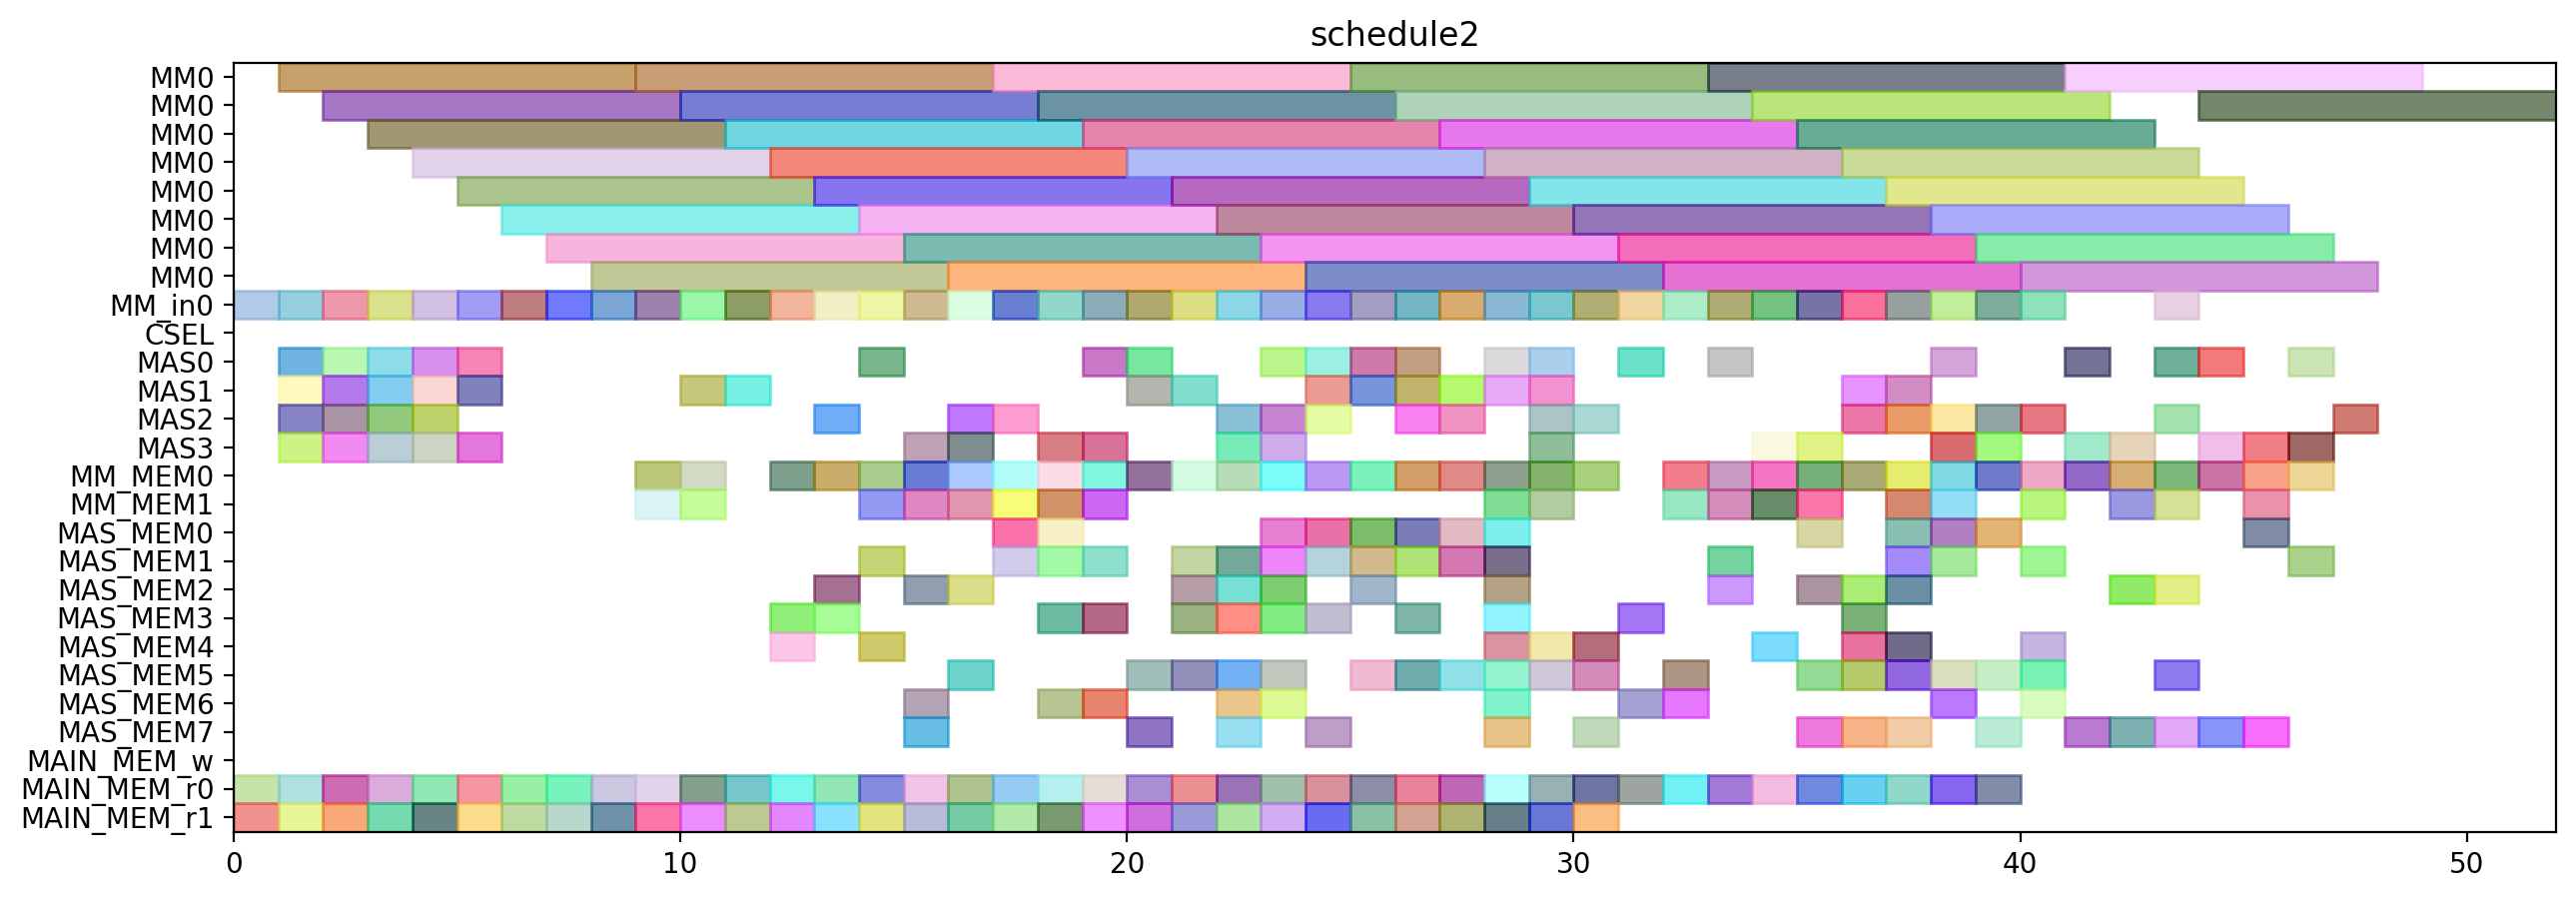 schedule2
MM0
MM0
MM0
MM0
MM0
MM0
MM0
MM0
MM_in0
CSEL
MAS0
MAS1
MAS2
MAS3
MM_MEM0
MM_MEM1
MAS_MEM0
MAS_MEM1
MAS_MEM2
MAS_MEM3
MAS_MEM4
MAS_MEM5
MAS_MEM6
MAS_MEM7
MAIN_MEM_w
MAIN_MEM_r0
MAIN_MEM_r1
0 10 20 30 40 50